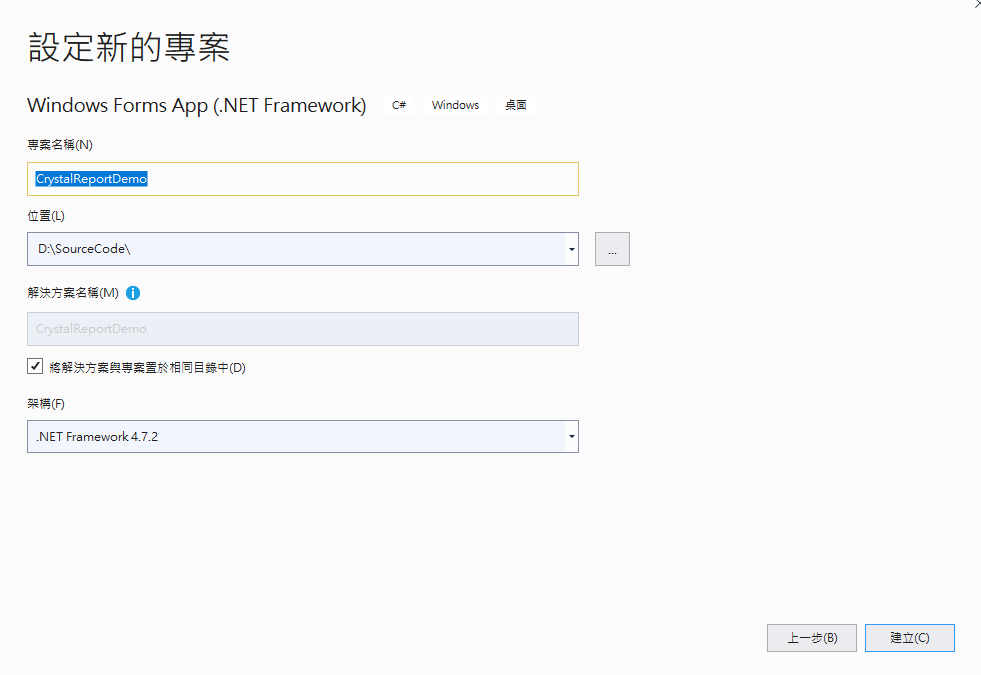 設定新的專案
Windows Forms App (.NET Framework) C# Windows 桌面
專案名稱(N)
CrystalReportDemo
位置(L)
D:\SourceCode\
...
解決方案名稱(M)
CrystalReportDemo
將解決方案與專案置於相同目錄中(D)
架構(F)
.NET Framework 4.7.2
上一步(B) 建立(C)